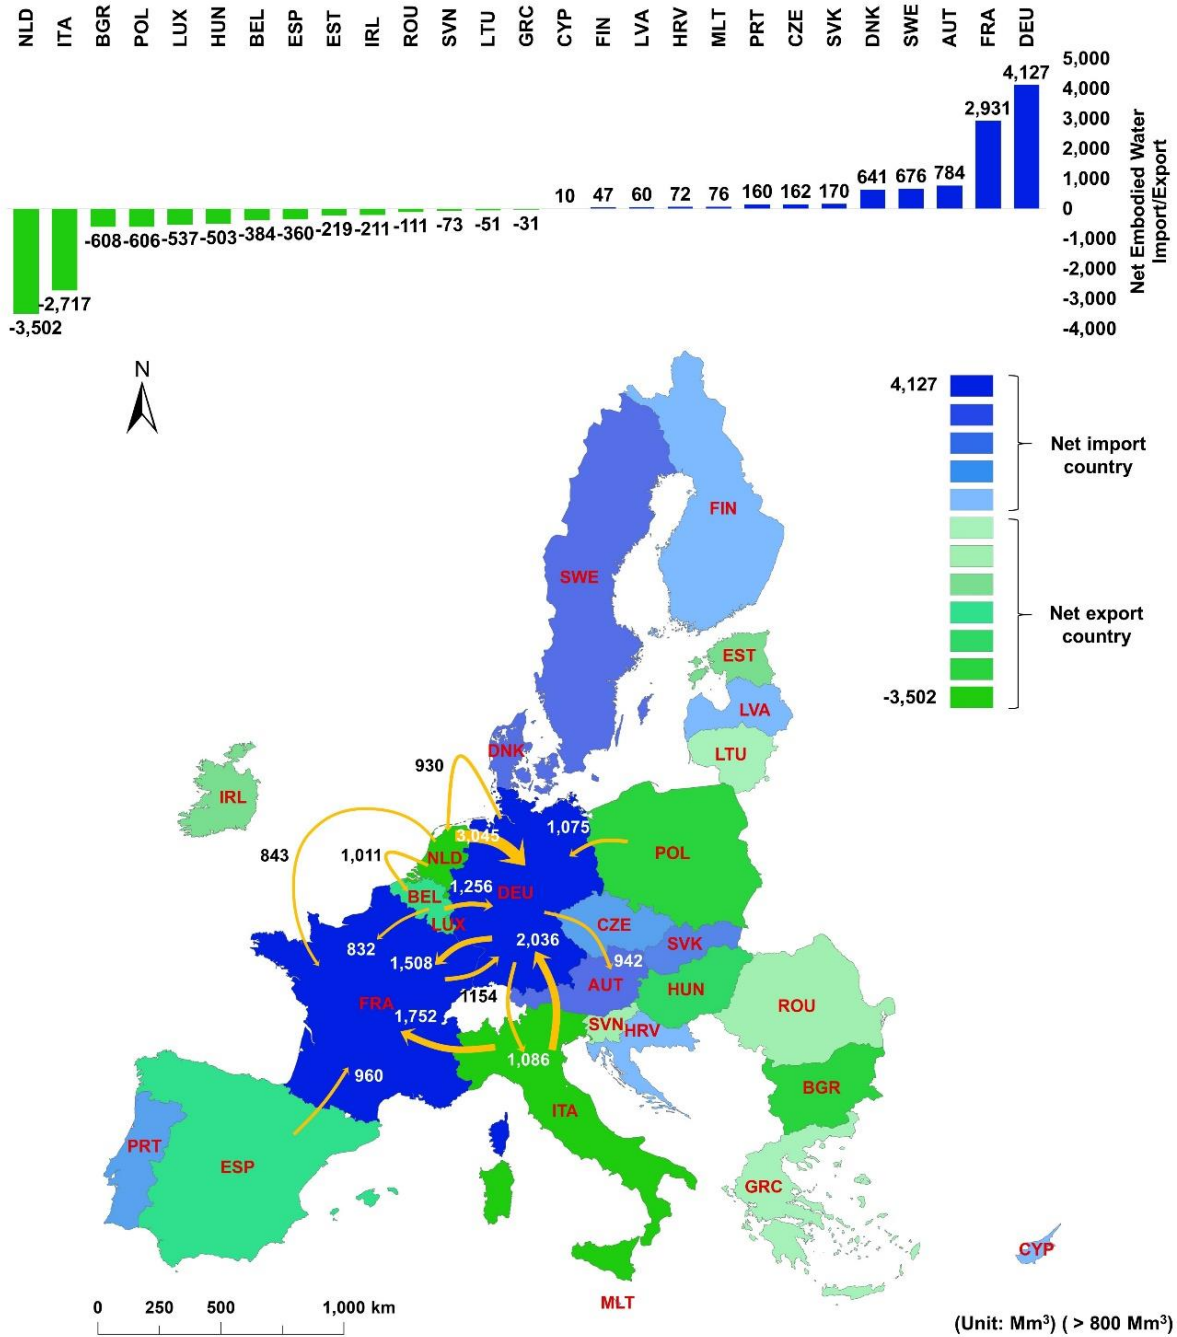 NLD ITA BGR POL LUX HUN BEL ESP EST IRL ROU SVN LTU GRC CYP FIN LVA HRV MLT PRT CZE SVK DNK SWE AUT FRA DEU
-3,502 -2,717 -608 -606 -537 -503 -384 -360 -219 -211 -111 -73 -51 -31 10 47 60 72 76 160 162 170 641 676 784 2,931 4,127
5,000
4,000
3,000
2,000
1,000
0
-1,000
-2,000
-3,000
-4,000
Net Embodied Water
Import/Export
N
4,127
Net import
country
Net export
country
-3,502
FIN
SWE
EST
LVA
LTU
DNK
930
IRL
1,075
3,045
843
1,011
NLD
POL
BEL
1,256
DEU
LUX
CZE
832
2,036
SVK
1,508
942
AUT
HUN
1154
FRA
ROU
1,752
SVN
HRV
1,086
960
BGR
ITA
PRT
ESP
GRC
CYP
MLT
0 250 500 1,000 km
(Unit: Mm³) ( > 800 Mm³)